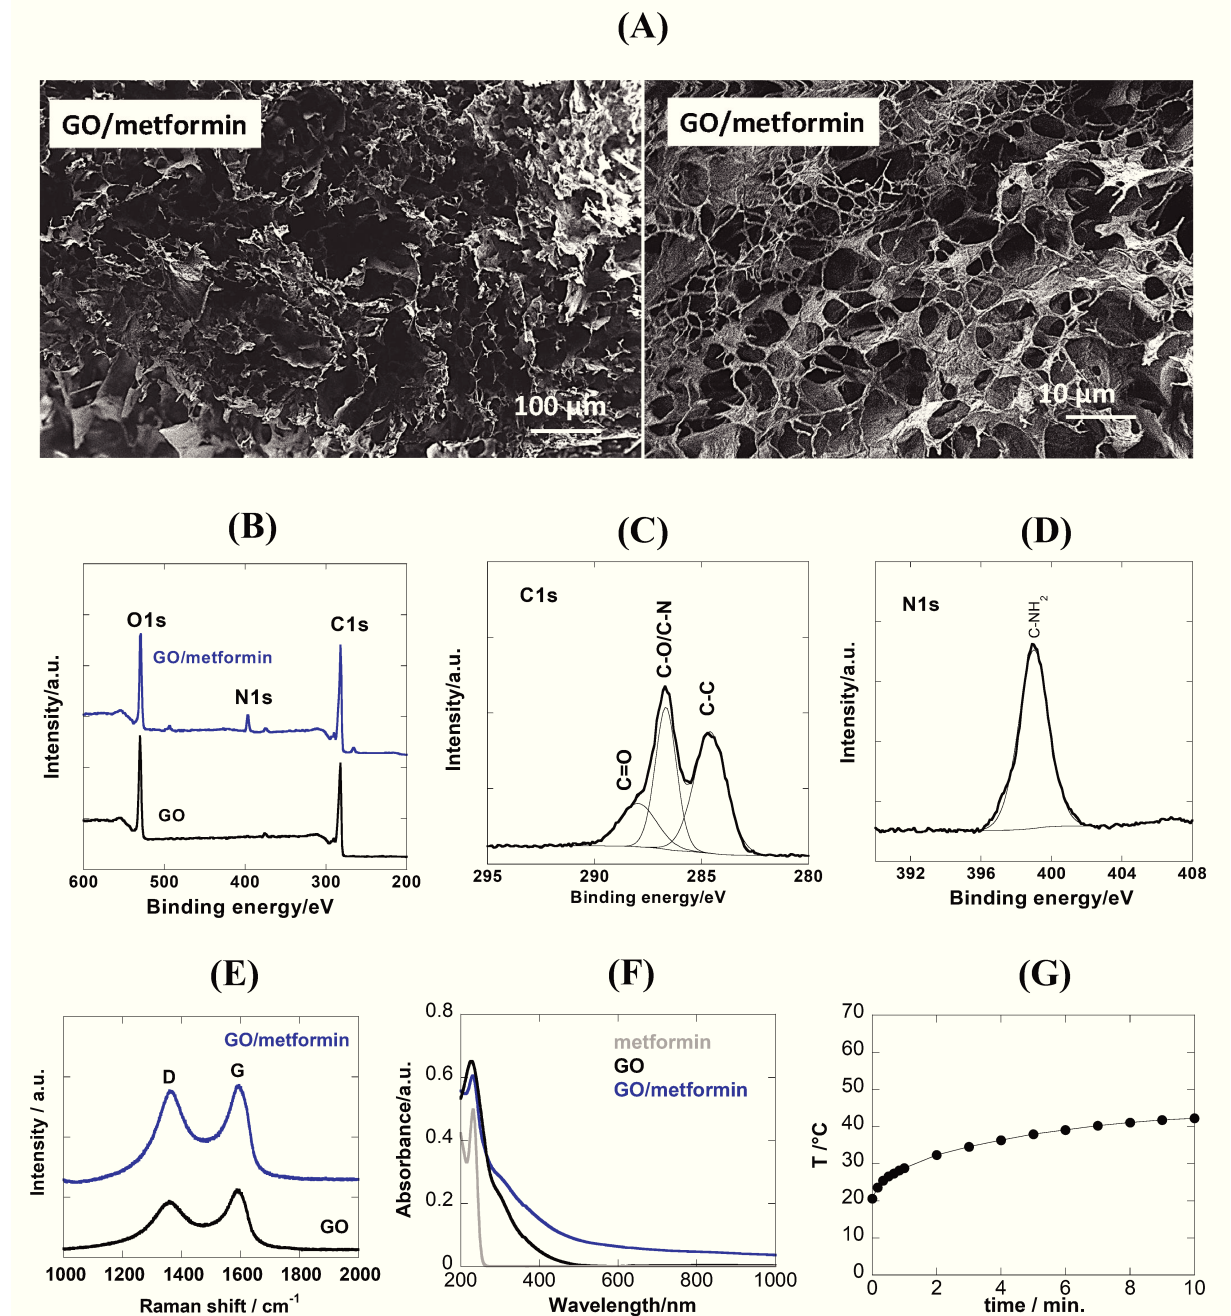 (A)
GO/metformin
GO/metformin
100 µm
10 µm
(B)
(C)
(D)
O1s
C1s
GO/metformin
N1s
GO
Intensity/a.u.
600 500 400 300 200
Binding energy/eV
C1s
C=O
C-O/C-N
C-C
Intensity/a.u.
295 290 285 280
Binding energy/eV
N1s
C-NH2
Intensity/a.u.
392 396 400 404 408
Binding energy/eV
(E)
(F)
(G)
GO/metformin
D
G
GO
Intensity / a.u.
1000 1200 1400 1600 1800 2000
Raman shift / cm-1
0.8
0.6
0.4
0.2
0
metformin
GO
GO/metformin
Absorbance/a.u.
200 400 600 800 1000
Wavelength/nm
70
60
50
40
30
20
10
0
T /°C
0 2 4 6 8 10
time / min.